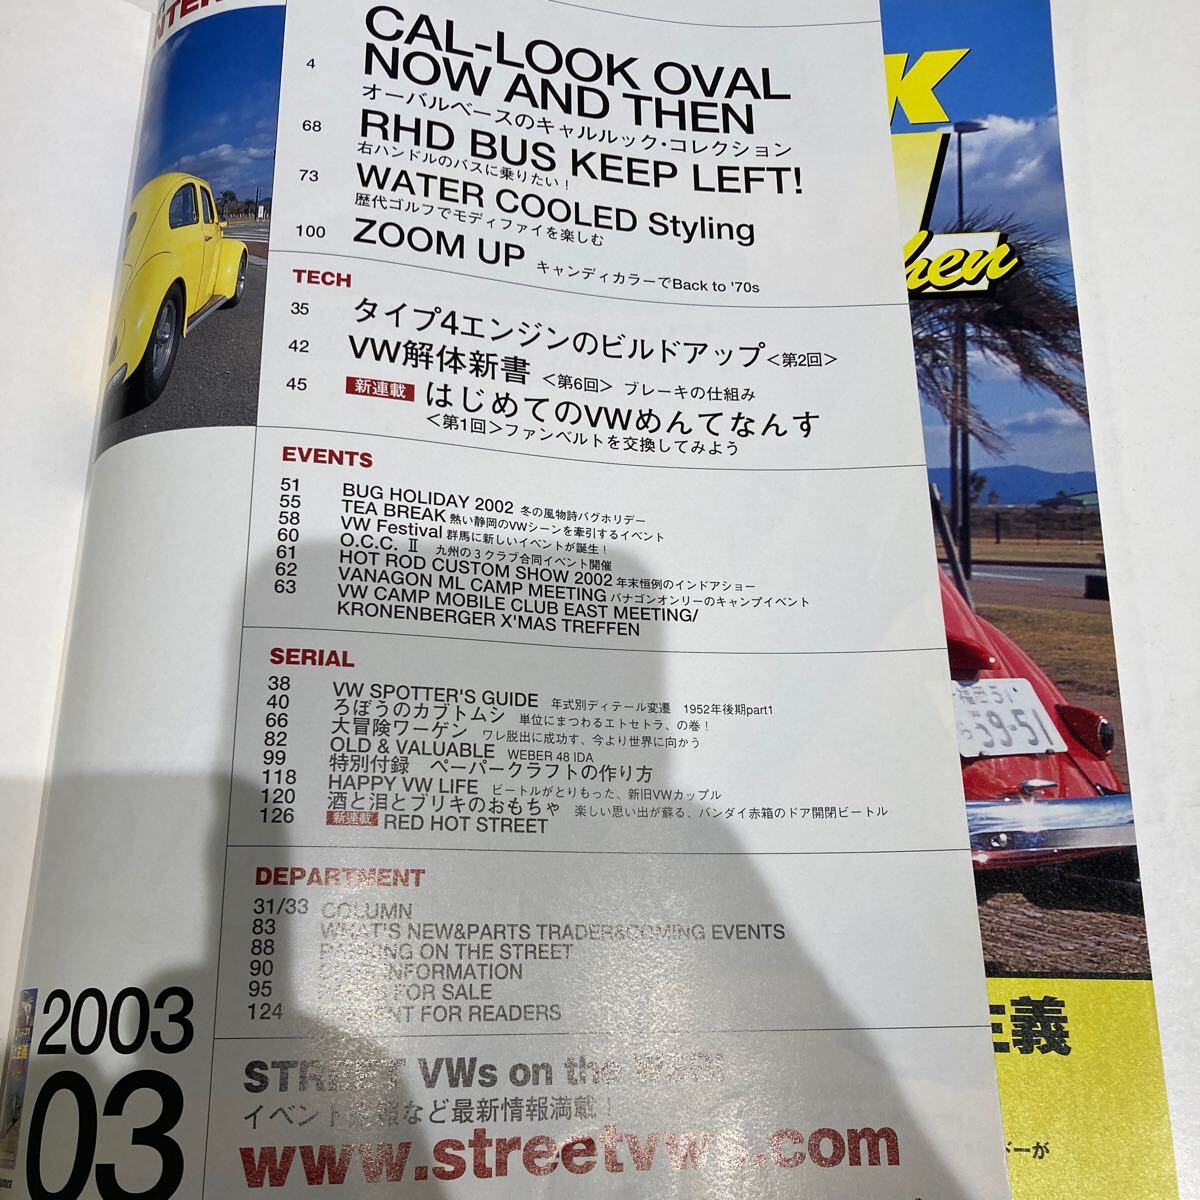 NTE
4 CAL-LOOK OVAL
NOW AND THEN
オーバルベースのキャルルック・コレクション
68 RHD BUS KEEP LEFT!
右ハンドルのバスに乗りたい!
73 WATER COOLED Styling
歴代ゴルフでモディファイを楽しむ
100 ZOOM UP キャンディカラーでBack to '70s
TECH
35 タイプ4エンジンのビルドアップ<第2回>
42 VW解体新書 <第6回> ブレーキの仕組み
45 新連載 はじめてのVWめんてなんす
<第1回>ファンベルトを交換してみよう
EVENTS
51 BUG HOLIDAY 2002 冬の風物詩バグホリデー
55 TEA BREAK 熱い静岡のVWシーンを牽引するイベント
58 VW Festival 群馬に新しいイベントが誕生!
60 O.C.C. Ⅱ 九州の3クラブ合同イベント開催
61 HOT ROD CUSTOM SHOW 2002 年末恒例のインドアショー
62 VANAGON ML CAMP MEETING バナゴンオンリーのキャンプイベント
63 VW CAMP MOBILE CLUB EAST MEETING/
KRONENBERGER X'MAS TREFFEN
SERIAL
38 VW SPOTTER'S GUIDE 年式別ディテール変遷 1952年後期part1
40 ろぼうのカブトムシ 単位にまつわるエトセトラ、の巻!
66 大冒険ワーゲン ワレ脱出に成功す、今より世界に向かう
82 OLD & VALUABLE WEBER 48 IDA
99 特別付録 ペーパークラフトの作り方
118 HAPPY VW LIFE ビートルがとりもった、新旧VWカップル
120 酒と泪とブリキのおもちゃ 楽しい思い出が蘇る、バンダイ赤箱のドア開閉ビートル
126 新連載 RED HOT STREET
DEPARTMENT
31/33 COLUMN
83 WHAT'S NEW&PARTS TRADER&COMING EVENTS
88 PARKING ON THE STREET
90 INFORMATION
95 FOR SALE
124 FOR READERS
STREET VWs on the
イベント など最新情報満載!
www.streetvws.com
2003
03
K
hen
59-51
主義
ドーが